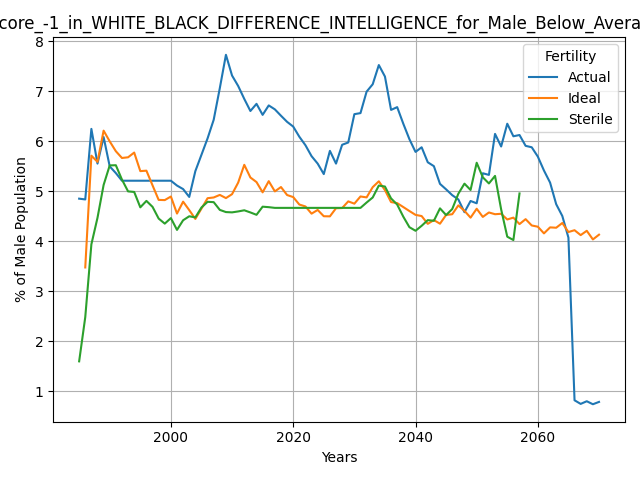 core_-1_in_WHITE_BLACK_DIFFERENCE_INTELLIGENCE_for_Male_Below_Avera
Fertility
Actual
Ideal
Sterile
% of Male Population
8
7
6
5
4
3
2
1
2000 2020 2040 2060
Years